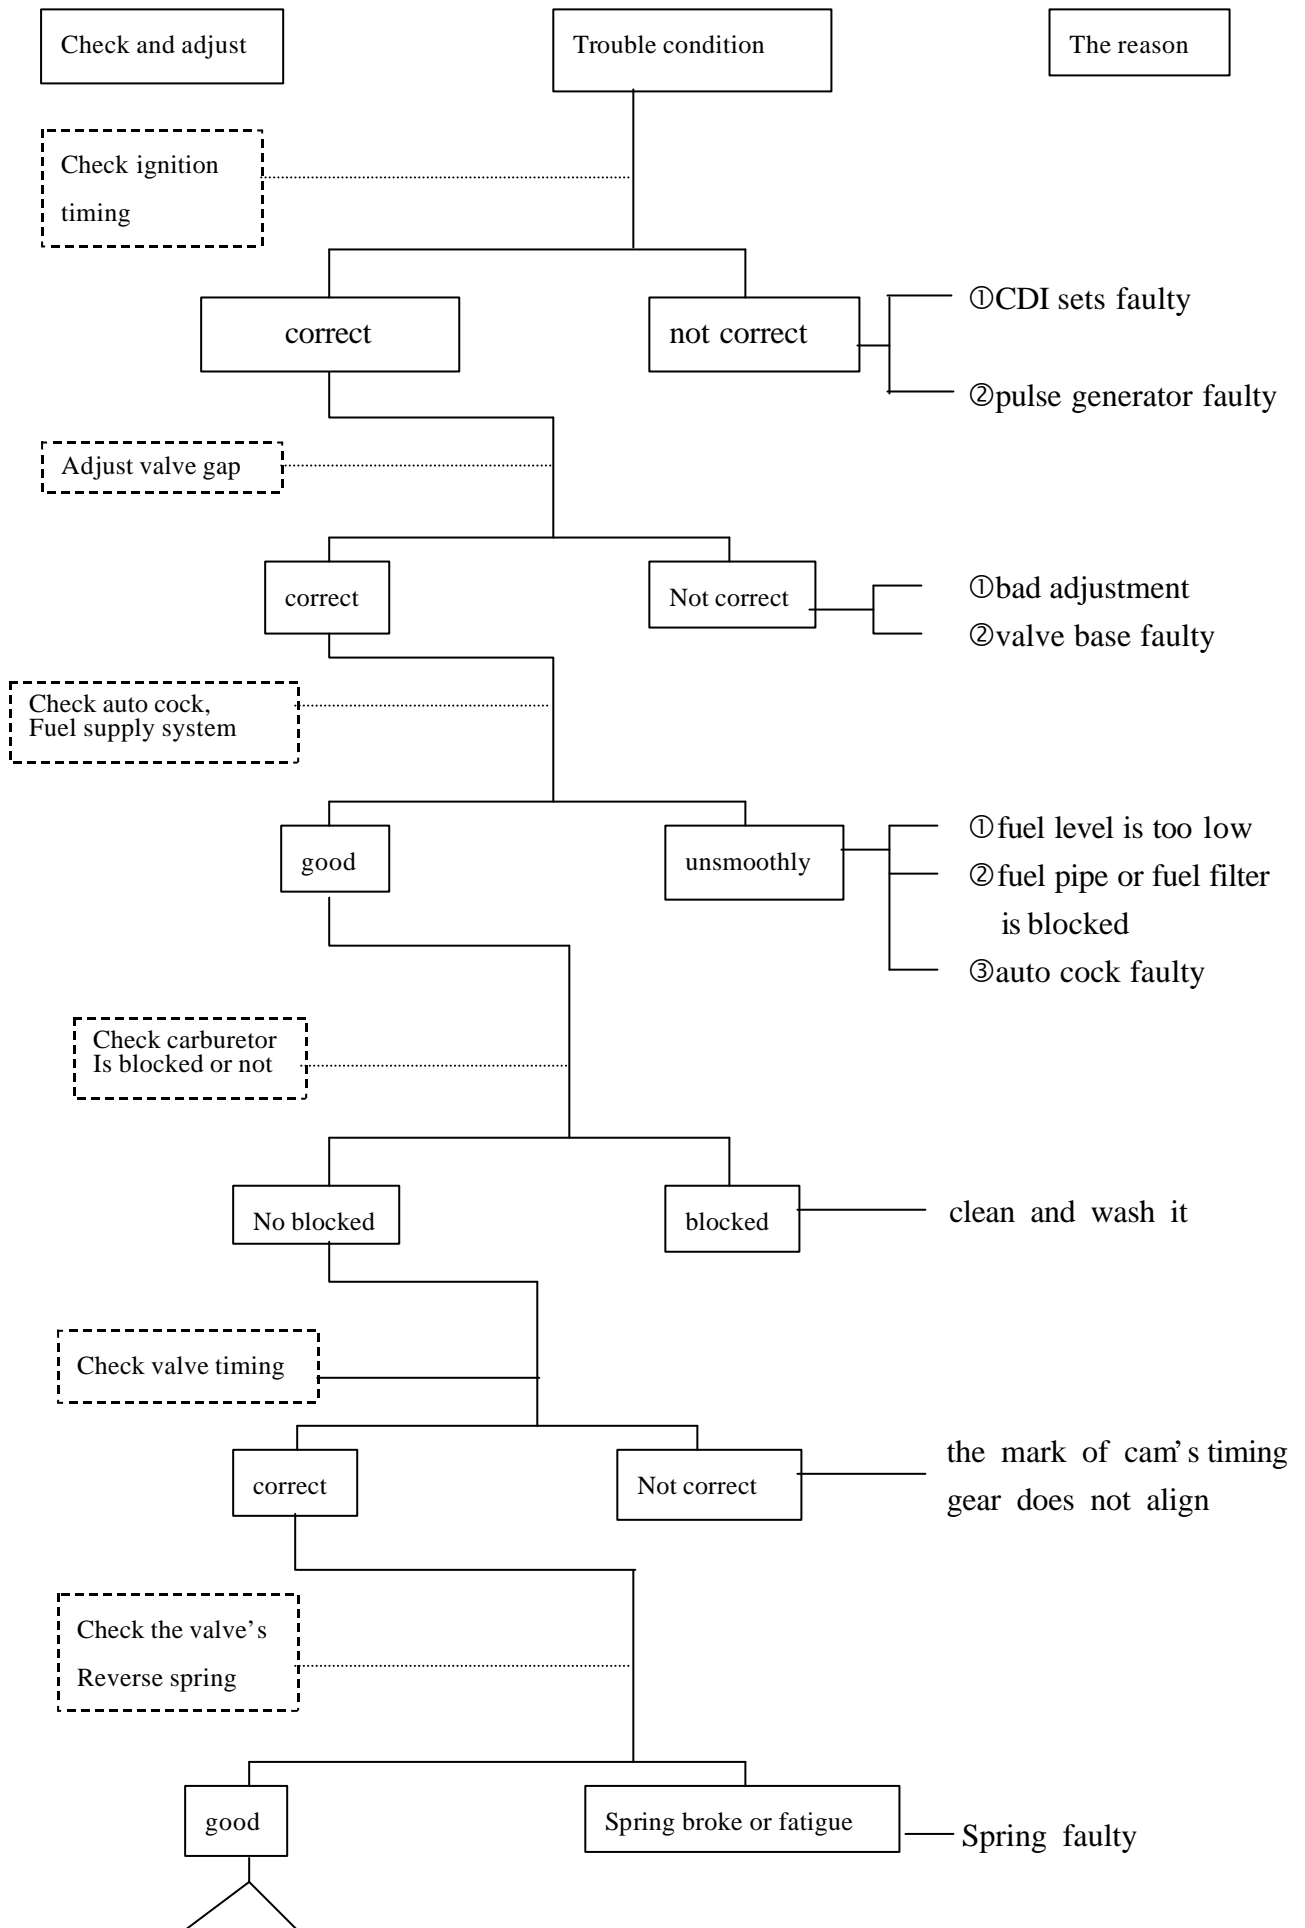 Check and adjust
Trouble condition
The reason
Check ignition
timing
correct
not correct
①CDI sets faulty
②pulse generator faulty
Adjust valve gap
correct
Not correct
①bad adjustment
②valve base faulty
Check auto cock,
Fuel supply system
good
unsmoothly
①fuel level is too low
②fuel pipe or fuel filter
is blocked
③auto cock faulty
Check carburetor
Is blocked or not
No blocked
blocked
clean and wash it
Check valve timing
correct
Not correct
the mark of cam's timing
gear does not align
Check the valve's
Reverse spring
good
Spring broke or fatigue
Spring faulty